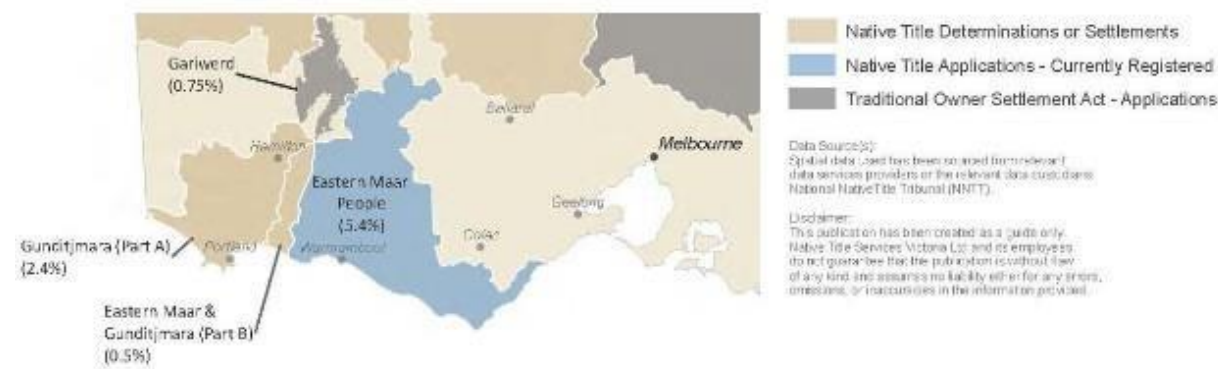 Gariwerd
(0.75%)
Hamilton
Ballarat
Melbourne
Eastern Maar
People
(5.4%)
Geelong
Colac
Gunditjmara (Part A)
(2.4%)
Portland
Warrnambool
Eastern Maar &
Gunditjmara (Part B)
(0.5%)
Native Title Determinations or Settlements
Native Title Applications - Currently Registered
Traditional Owner Settlement Act - Applications
Data Source(s):
Spatial data used has been sourced from relevant
data services providers or the relevant data custodians
National Native Title Tribunal (NNTT).
Disclaimer:
This publication has been created as a guide only.
Native Title Services Victoria Ltd and its employees
do not guarantee that the publication is without flaw
of any kind and assumes no liability either for any errors,
omissions, or inaccuracies in the information provided.